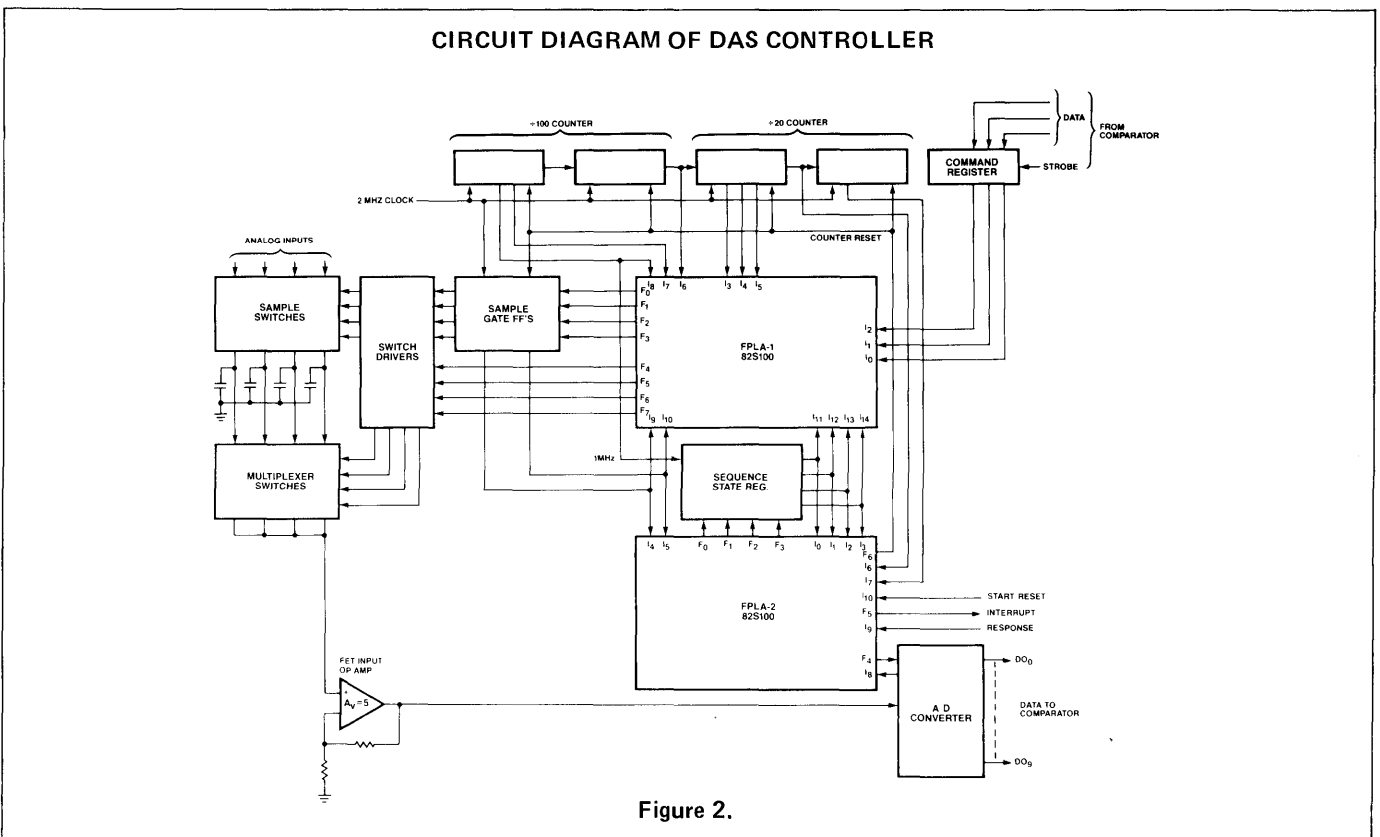 CIRCUIT DIAGRAM OF DAS CONTROLLER
÷100 COUNTER
÷20 COUNTER
DATA
FROM
COMPARATOR
COMMAND
REGISTER
STROBE
2 MHZ CLOCK
COUNTER RESET
ANALOG INPUTS
SAMPLE
SWITCHES
SWITCH
DRIVERS
SAMPLE
GATE FF'S
I8 I7 I6 I3 I4 I5
F0
F1
F2
F3
F4
F5
F6
F7
I2
I1
I0
FPLA-1
82S100
I9 I10 I11 I12 I13 I14
MULTIPLEXER
SWITCHES
1MHz
SEQUENCE
STATE REG.
I4 I5 F0 F1 F2 F3 I0 I1 I2 I3
F6
I6
I7
I10
F5
I9
F4
I8
FPLA-2
82S100
START RESET
INTERRUPT
RESPONSE
FET INPUT
OP AMP
+
-
AV=5
A D
CONVERTER
DO0
DATA TO
COMPARATOR
DO9
Figure 2.